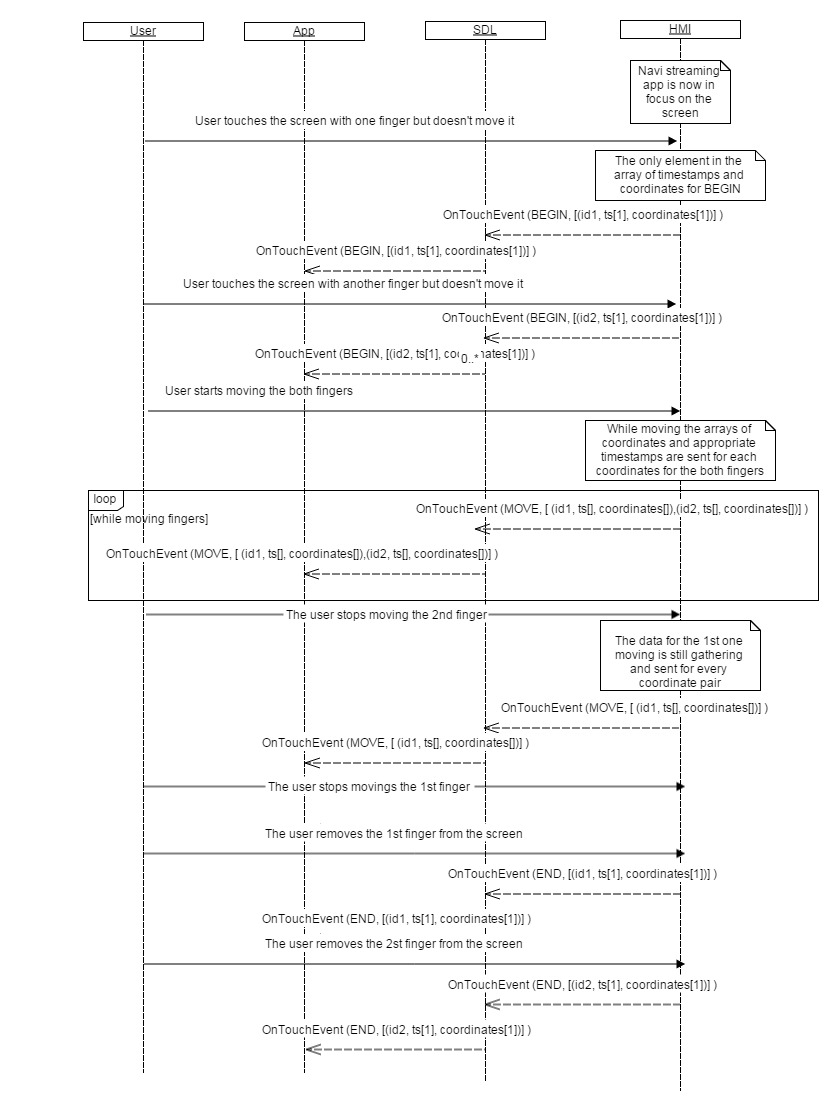 User
App
SDL
HMI
Navi streaming
app is now in
focus on the
screen
User touches the screen with one finger but doesn't move it
The only element in the
array of timestamps and
coordinates for BEGIN
OnTouchEvent (BEGIN, [(id1, ts[1], coordinates[1])] )
OnTouchEvent (BEGIN, [(id1, ts[1], coordinates[1])] )
User touches the screen with another finger but doesn't move it
OnTouchEvent (BEGIN, [(id2, ts[1], coordinates[1])] )
OnTouchEvent (BEGIN, [(id2, ts[1], nates[1])] )
0..*
User starts moving the both fingers
While moving the arrays of
coordinates and appropriate
timestamps are sent for each
coordinates for the both fingers
loop
[while moving fingers]
OnTouchEvent (MOVE, [ (id1, ts[], coordinates[]),(id2, ts[], coordinates[])] )
OnTouchEvent (MOVE, [ (id1, ts[], coordinates[]),(id2, ts[], coordinates[])] )
The user stops moving the 2nd finger
The data for the 1st one
moving is still gathering
and sent for every
coordinate pair
OnTouchEvent (MOVE, [ (id1, ts[], coordinates[])] )
OnTouchEvent (MOVE, [ (id1, ts[], coordinates[])] )
The user stops movings the 1st finger
The user removes the 1st finger from the screen
OnTouchEvent (END, [(id1, ts[1], coordinates[1])] )
OnTouchEvent (END, [(id1, ts[1], coordinates[1])] )
The user removes the 2st finger from the screen
OnTouchEvent (END, [(id2, ts[1], coordinates[1])] )
OnTouchEvent (END, [(id2, ts[1], coordinates[1])] )